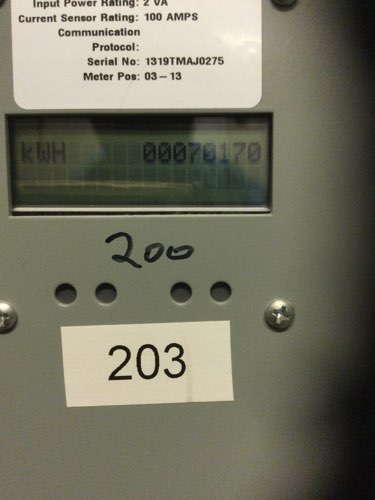 Input Power Rating: 2 VA
Current Sensor Rating: 100 AMPS
Communication
Protocol:
Serial No: 1319TMAJ0275
Meter Pos: 03-13
kWH 00070170
200
203